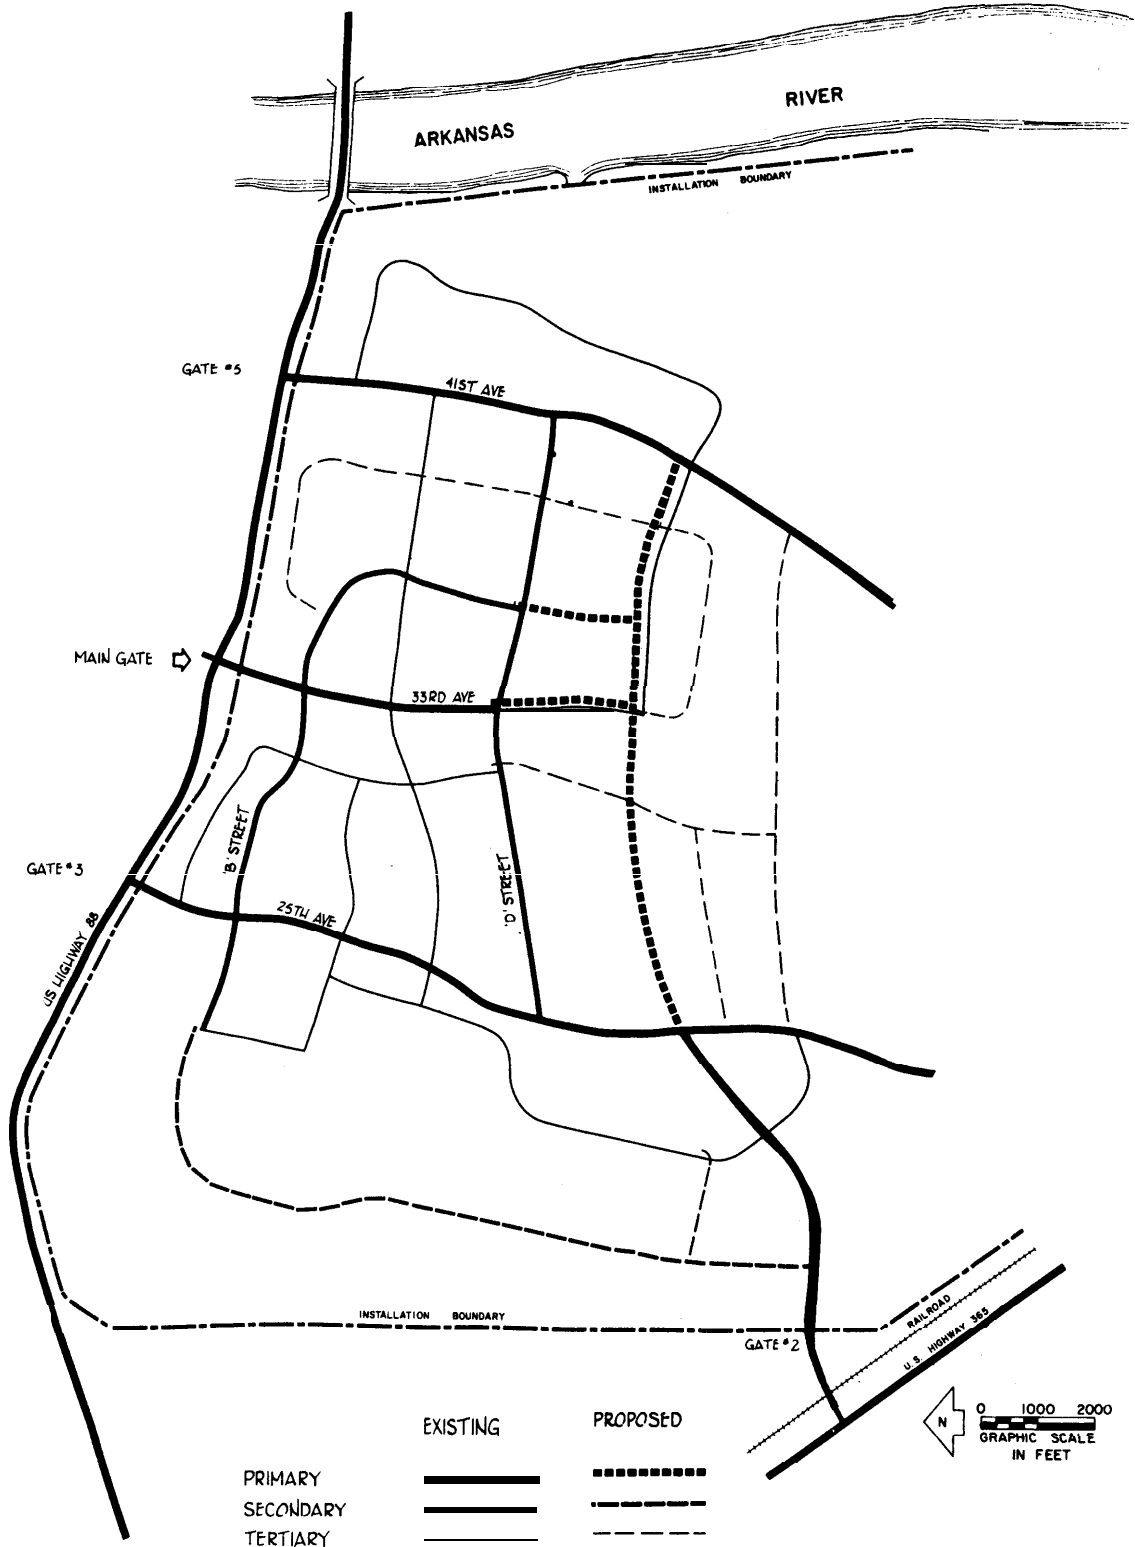 RIVER
ARKANSAS
INSTALLATION BOUNDARY
GATE #5
41ST AVE
MAIN GATE
33RD AVE
'B' STREET
GATE #3
'D' STREET
25TH AVE
US HIGHWAY 88
INSTALLATION BOUNDARY
RAILROAD
U.S. HIGHWAY 365
GATE #2
N
0 1000 2000
GRAPHIC SCALE
IN FEET
EXISTING PROPOSED
PRIMARY
SECONDARY
TERTIARY